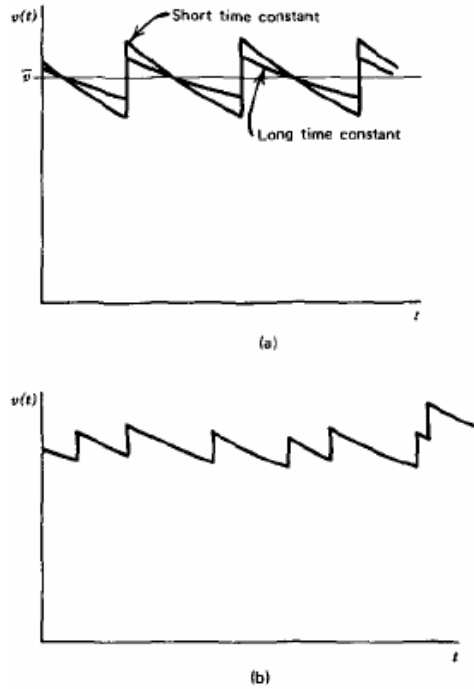 v(t)
Short time constant
v̅
Long time constant
t
(a)
v(t)
t
(b)